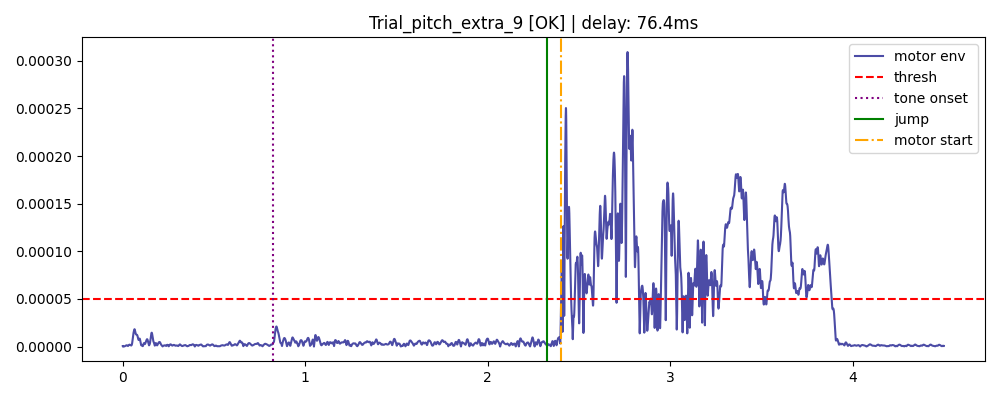 Trial_pitch_extra_9 [OK] | delay: 76.4ms
0.00030
0.00025
0.00020
0.00015
0.00010
0.00005
0.00000
motor env
thresh
tone onset
jump
motor start
0 1 2 3 4